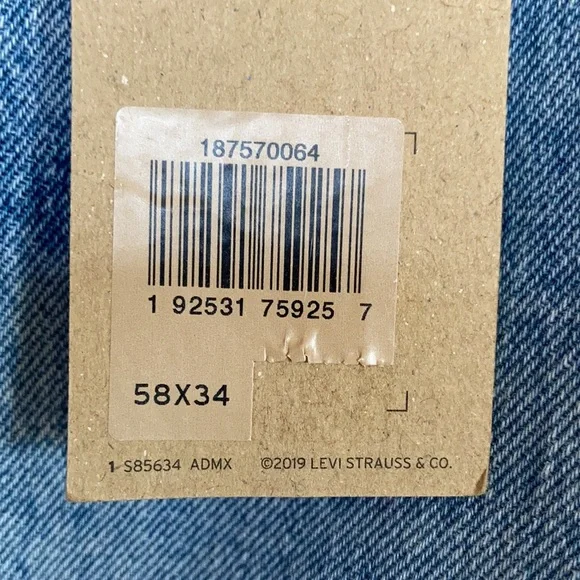 187570064
1 92531 75925 7
58X34
1 S85634 ADMX ©2019 LEVI STRAUSS & CO.